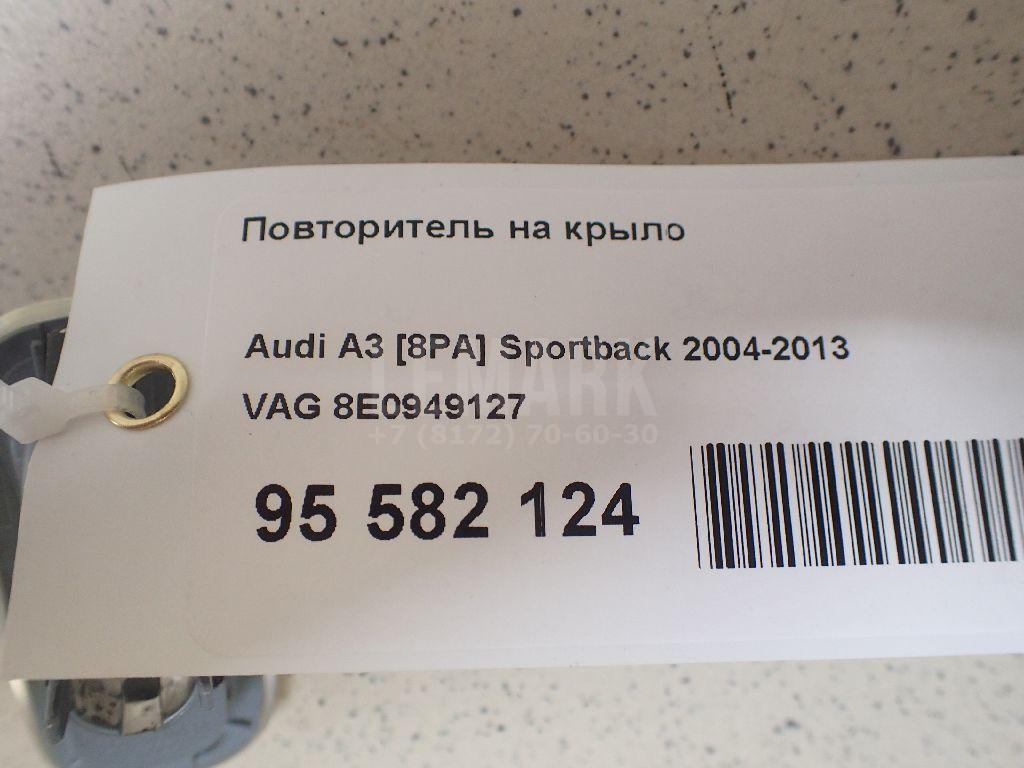 Повторитель на крыло
Audi A3 [8PA] Sportback 2004-2013
LEMARK
VAG 8E0949127
+7 (8172) 70-60-30
95 582 124